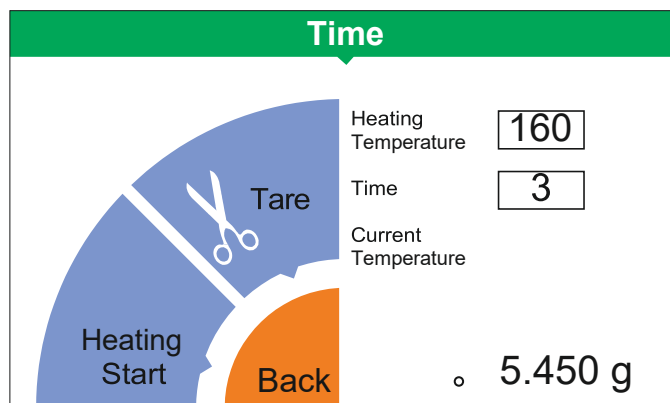 Time
Heating
Temperature
160
Tare
Time
3
Current
Temperature
Heating
Start
Back
5.450 g